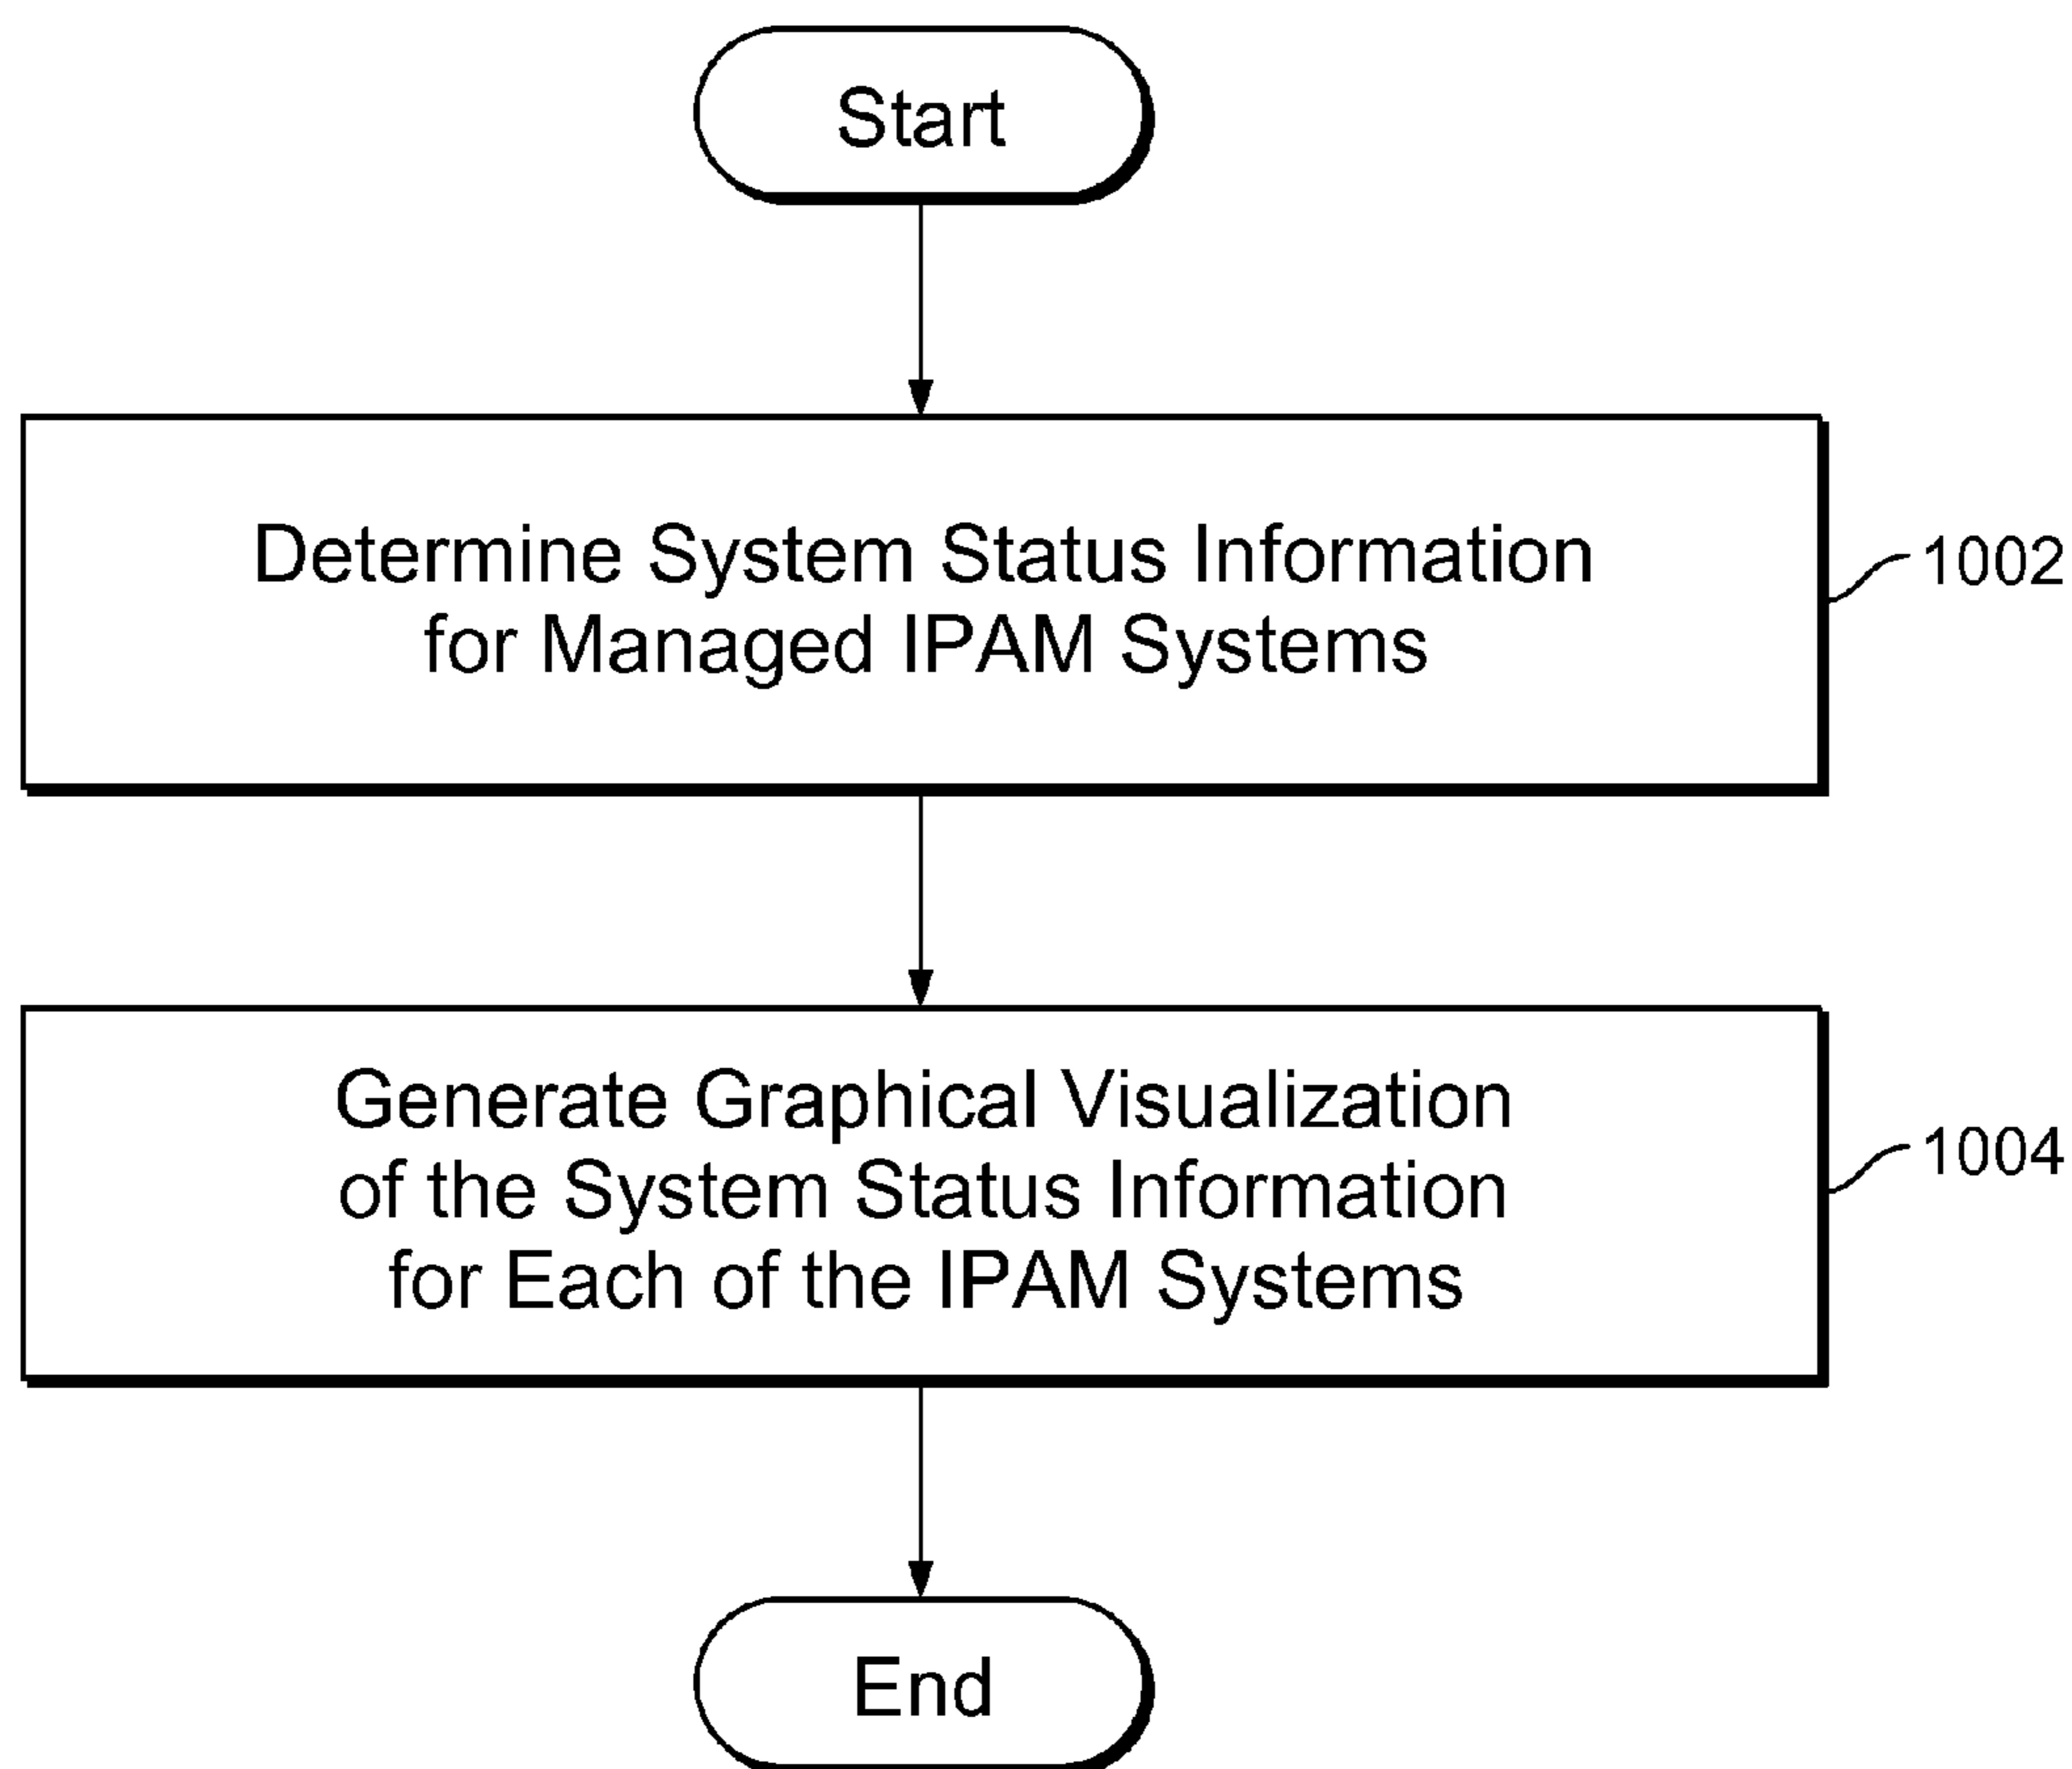 Start
Determine System Status Information
for Managed IPAM Systems
1002
Generate Graphical Visualization
of the System Status Information
for Each of the IPAM Systems
1004
End